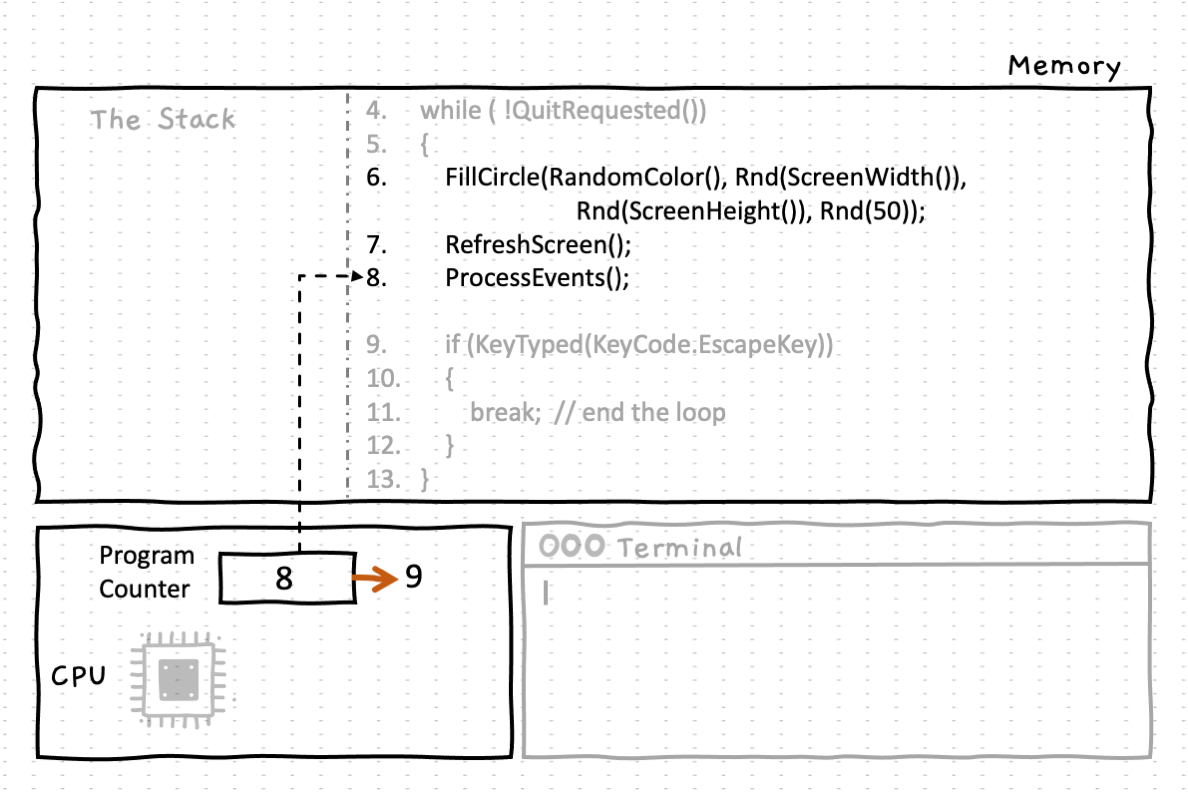 Memory
The Stack
4. while ( !QuitRequested())
5. {
6. FillCircle(RandomColor(), Rnd(ScreenWidth()),
Rnd(ScreenHeight()), Rnd(50));
7. RefreshScreen();
8. ProcessEvents();
9. if (KeyTyped(KeyCode.EscapeKey))
10. {
11. break; // end the loop
12. }
13. }
Program
Counter
8
9
CPU
Terminal